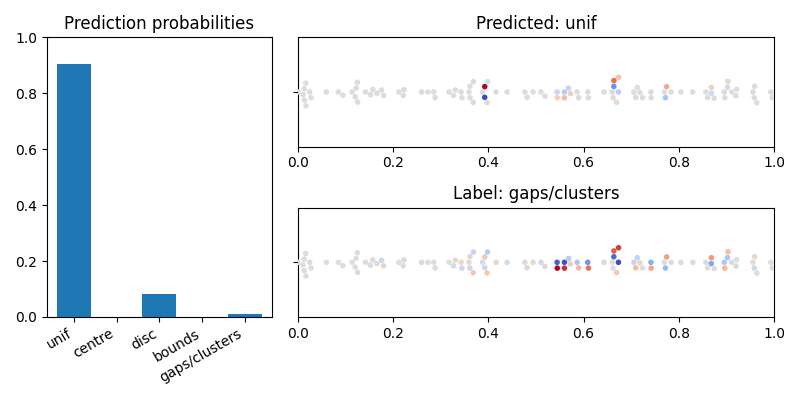 Prediction probabilities
1.0
0.8
0.6
0.4
0.2
0.0
unif
centre
disc
bounds
gaps/clusters
Predicted: unif
0.0 0.2 0.4 0.6 0.8 1.0
Label: gaps/clusters
0.0 0.2 0.4 0.6 0.8 1.0